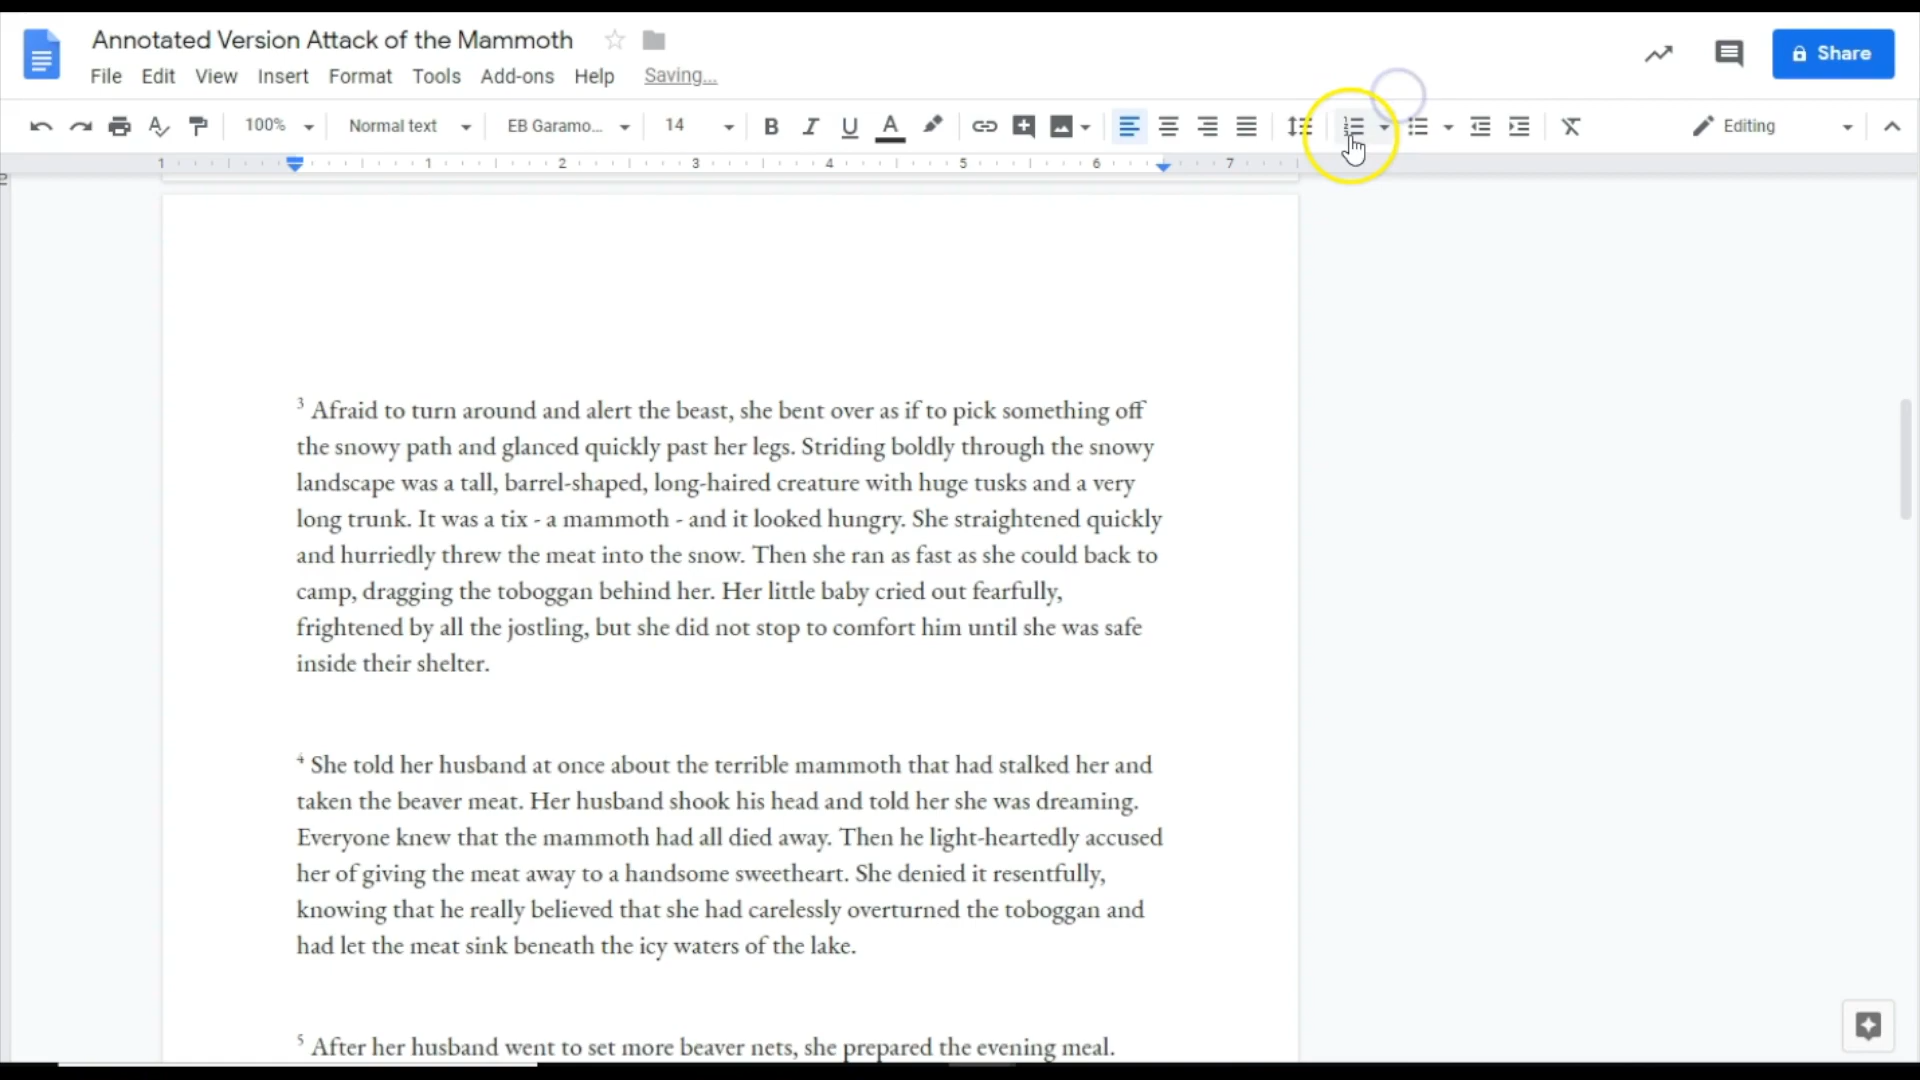 Annotated Version Attack of the Mammoth
File Edit View Insert Format Tools Add-ons Help Saving...
Share
100% Normal text EB Garamo... 14 B I U A Editing
1 1 2 3 4 5 6 7
3 Afraid to turn around and alert the beast, she bent over as if to pick something off
the snowy path and glanced quickly past her legs. Striding boldly through the snowy
landscape was a tall, barrel-shaped, long-haired creature with huge tusks and a very
long trunk. It was a tix - a mammoth - and it looked hungry. She straightened quickly
and hurriedly threw the meat into the snow. Then she ran as fast as she could back to
camp, dragging the toboggan behind her. Her little baby cried out fearfully,
frightened by all the jostling, but she did not stop to comfort him until she was safe
inside their shelter.
4 She told her husband at once about the terrible mammoth that had stalked her and
taken the beaver meat. Her husband shook his head and told her she was dreaming.
Everyone knew that the mammoth had all died away. Then he light-heartedly accused
her of giving the meat away to a handsome sweetheart. She denied it resentfully,
knowing that he really believed that she had carelessly overturned the toboggan and
had let the meat sink beneath the icy waters of the lake.
5 After her husband went to set more beaver nets, she prepared the evening meal.